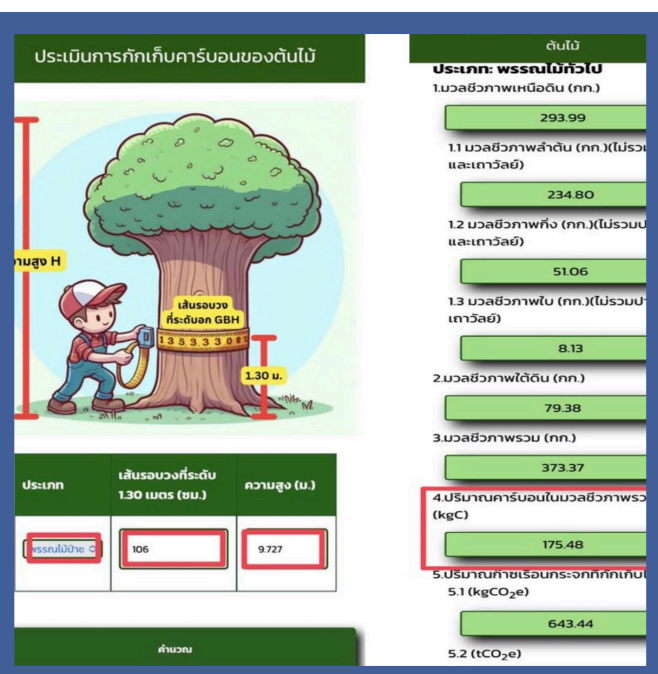 ประเมินการกักเก็บคาร์บอนของต้นไม้
ความสูง H
เส้นรอบวง
ที่ระดับอก GBH
1.30 ม.
ประเภท
เส้นรอบวงที่ระดับ
1.30 เมตร (ซม.)
ความสูง (ม.)
พรรณไม้ป่าช
106
9.727
คำนวณ
ต้นไม้
ประเภท: พรรณไม้ทั่วไป
1.มวลชีวภาพเหนือดิน (กก.)
293.99
1.1 มวลชีวภาพลำต้น (กก.)(ไม่รวม
และเถาวัลย์)
234.80
1.2 มวลชีวภาพกิ่ง (กก.)(ไม่รวมป
และเถาวัลย์)
51.06
1.3 มวลชีวภาพใบ (กก.)(ไม่รวมปา
เถาวัลย์)
8.13
2.มวลชีวภาพใต้ดิน (กก.)
79.38
3.มวลชีวภาพรวม (กก.)
373.37
4.ปริมาณคาร์บอนในมวลชีวภาพรว
(kgC)
175.48
5.ปริมาณก๊าซเรือนกระจกที่กักเก็บ
5.1 (kgCO₂e)
643.44
5.2 (tCO₂e)